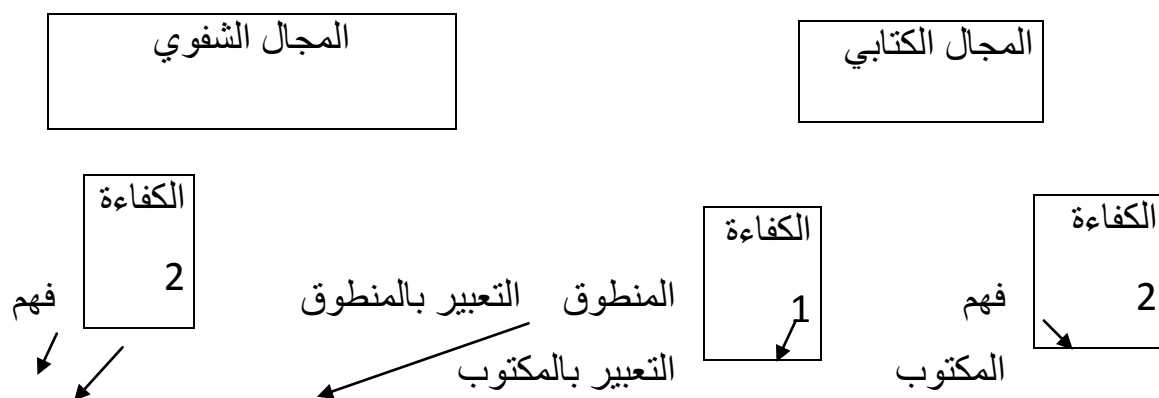 المجال الكتابي
المجال الشفوي
الكفاءة
2
الكفاءة
1
الكفاءة
2
فهم المنطوق التعبير بالمنطوق فهم
المكتوب التعبير بالمكتوب